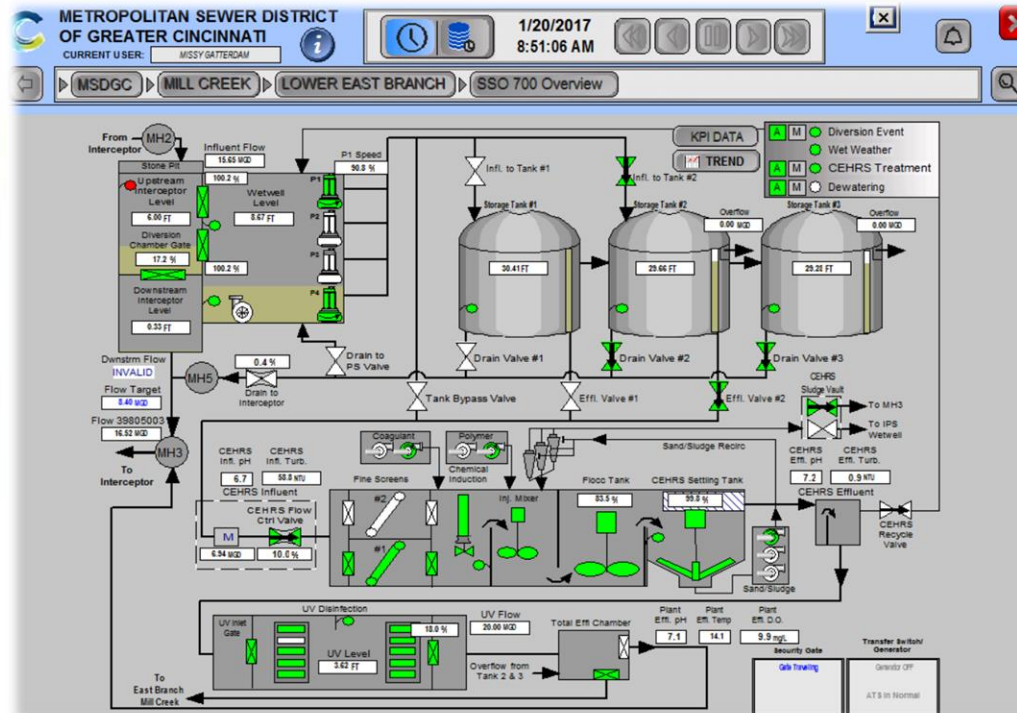 METROPOLITAN SEWER DISTRICT
OF GREATER CINCINNATI
CURRENT USER: MISSY GATTERDAM
1/20/2017
8:51:06 AM
MSDGC
MILL CREEK
LOWER EAST BRANCH
SSO 700 Overview
From
Interceptor
MH2
Influent Flow
15.65 MGD
Stone Pit
100.2 %
Upstream
Interceptor
Level
6.00 FT
Wetwell
Level
8.67 FT
P1 Speed
90.8 %
P1
P2
P3
P4
Diversion
Chamber Gate
17.2 %
100.2 %
Downstream
Interceptor
Level
0.33 FT
KPI DATA
TREND
A M Diversion Event
Wet Weather
A M CEHRS Treatment
A M Dewatering
Infl. to Tank #1
Infl. to Tank #2
Storage Tank #1
Storage Tank #2
Storage Tank #3
Overflow
0.00 MGD
Overflow
0.00 MGD
30.41 FT
29.66 FT
29.28 FT
Drain to
PS Valve
Drain Valve #1
Drain Valve #2
Drain Valve #3
Dwnstrm Flow
INVALID
Flow Target
8.40 MGD
Flow 39805003
16.52 MGD
MH5
0.4 %
Drain to
Interceptor
MH3
To
Interceptor
Tank Bypass Valve
Effl. Valve #1
Effl. Valve #2
CEHRS
Sludge Vault
To MH3
To IPS
Wetwell
Coagulant
Polymer
Chemical
Induction
Sand/Sludge Recirc
CEHRS
Infl. pH
6.7
CEHRS
Infl. Turb.
58.8 NTU
CEHRS Influent
CEHRS Flow
Ctrl Valve
M
6.94 MGD
10.0 %
Fine Screens
#2
#1
Inj. Mixer
Flocc Tank
83.5 %
CEHRS Settling Tank
99.8 %
CEHRS
Effl. pH
7.2
CEHRS
Effl. Turb.
0.9 NTU
CEHRS Effluent
CEHRS
Recycle
Valve
Sand/Sludge
UV Disinfection
UV Inlet
Gate
UV Level
3.62 FT
18.0 %
UV Flow
20.00 MGD
Total Effl Chamber
Overflow from
Tank 2 & 3
Plant
Effl. pH
7.1
Plant
Effl. Temp
14.1
Plant
Effl. D.O.
9.9 mg/L
To
East Branch
Mill Creek
Security Gate
Gate Traveling
Transfer Switch/
Generator
Generator OFF
ATS In Normal